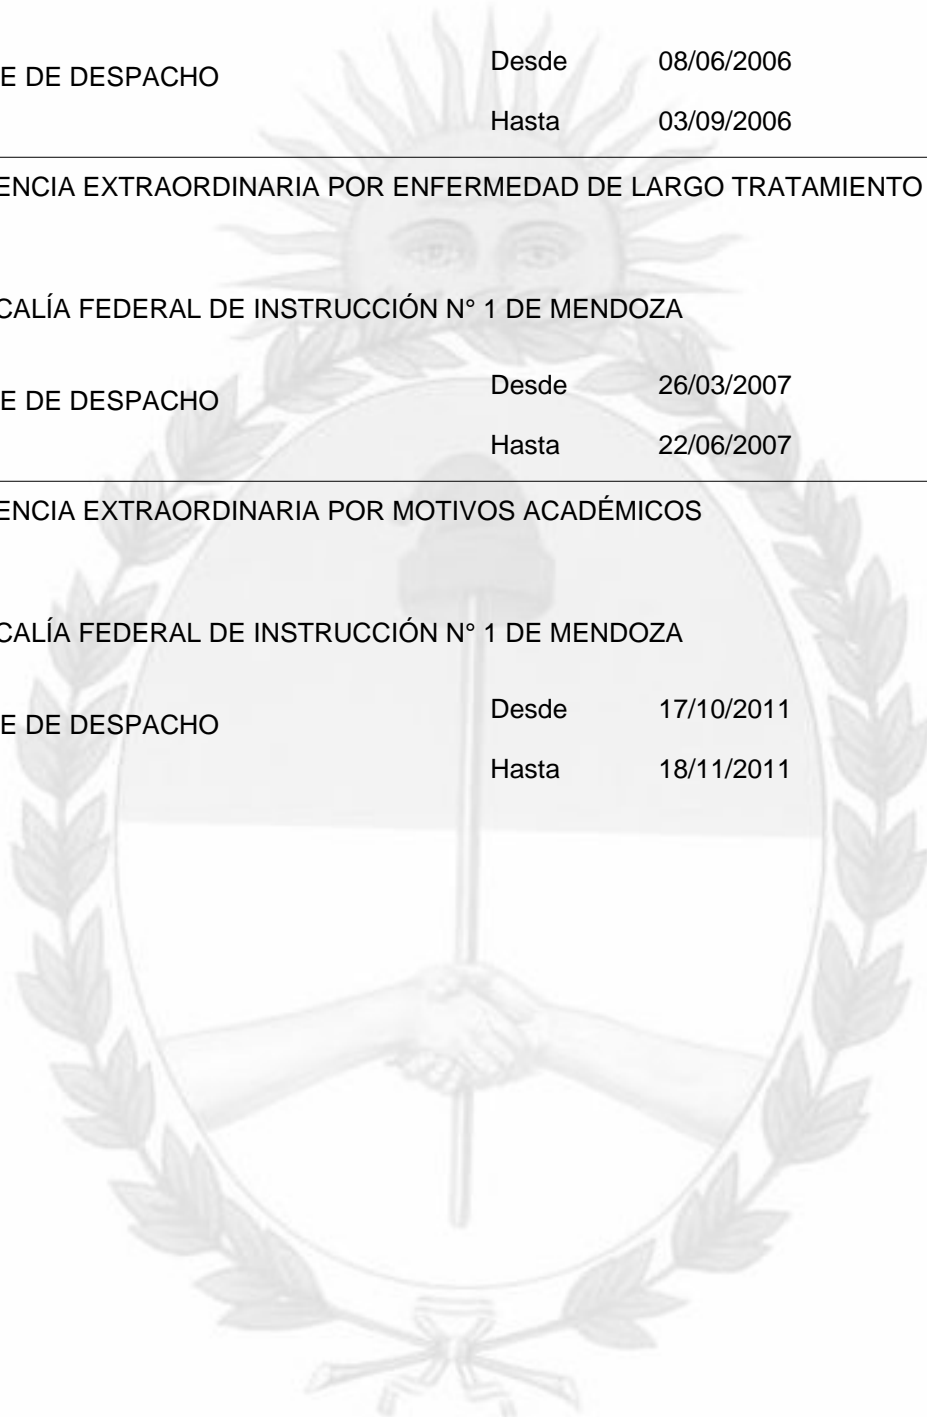 Desde 08/06/2006
E DE DESPACHO
Hasta 03/09/2006
ENCIA EXTRAORDINARIA POR ENFERMEDAD DE LARGO TRATAMIENTO
CALÍA FEDERAL DE INSTRUCCIÓN N° 1 DE MENDOZA
Desde 26/03/2007
E DE DESPACHO
Hasta 22/06/2007
ENCIA EXTRAORDINARIA POR MOTIVOS ACADÉMICOS
CALÍA FEDERAL DE INSTRUCCIÓN N° 1 DE MENDOZA
Desde 17/10/2011
E DE DESPACHO
Hasta 18/11/2011